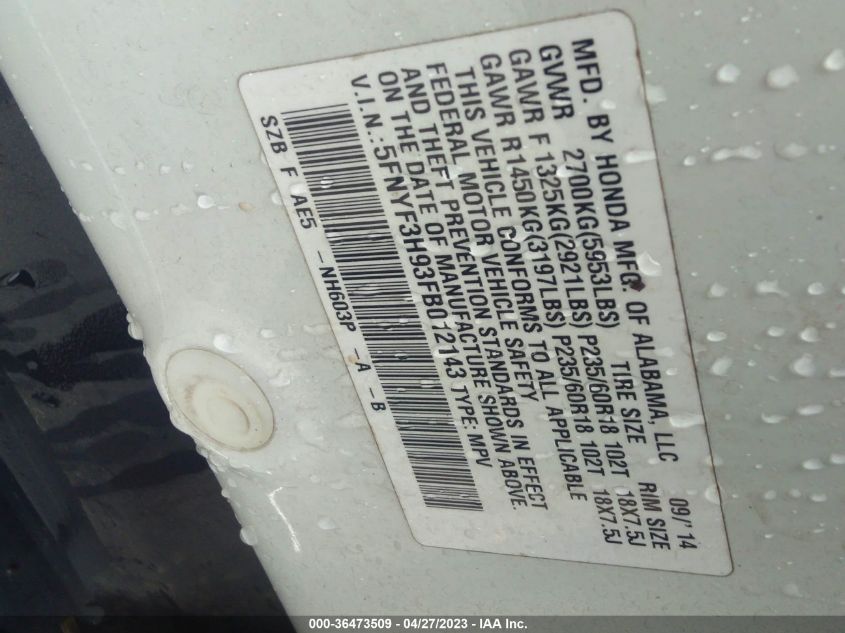 MFD. BY HONDA MFG. OF ALABAMA, LLC 09/'14
GVWR 2700KG(5953LBS) TIRE SIZE RIM SIZE
GAWR F 1325KG(2921LBS) P235/60R18 102T 18X7.5J
GAWR R1450KG(3197LBS) P235/60R18 102T 18X7.5J
THIS VEHICLE CONFORMS TO ALL APPLICABLE
FEDERAL MOTOR VEHICLE SAFETY
AND THEFT PREVENTION STANDARDS IN EFFECT
ON THE DATE OF MANUFACTURE SHOWN ABOVE.
V.I.N.: 5FNYF3H93FB012143 TYPE: MPV
SZB F AE5 -NH603P -A -B
000-36473509 - 04/27/2023 - IAA Inc.